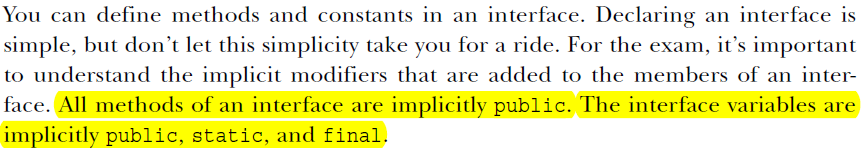 You can define methods and constants in an interface. Declaring an interface is
simple, but don't let this simplicity take you for a ride. For the exam, it's important
to understand the implicit modifiers that are added to the members of an inter-
face. All methods of an interface are implicitly public. The interface variables are
implicitly public, static, and final.